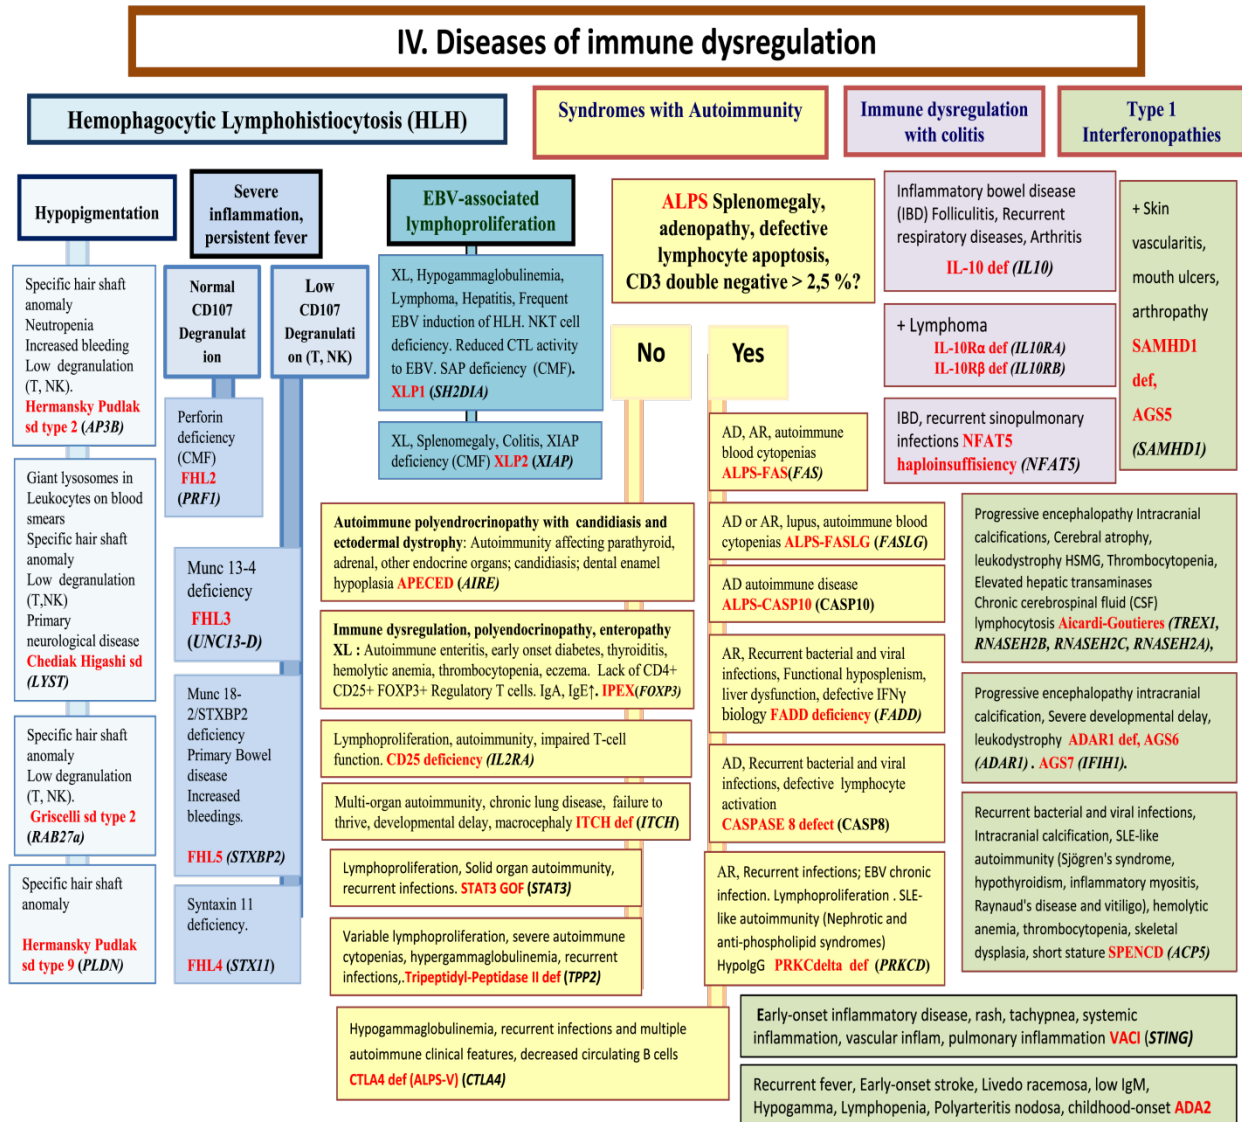 IV. Diseases of immune dysregulation
Hemophagocytic Lymphohistiocytosis (HLH)
Syndromes with Autoimmunity
Immune dysregulation
with colitis
Type 1
Interferonopathies
Hypopigmentation
Specific hair shaft
anomaly
Neutropenia
Increased bleeding
Low degranulation
(T, NK).
Hermansky Pudlak
sd type 2 (AP3B)
Giant lysosomes in
Leukocytes on blood
smears
Specific hair shaft
anomaly
Low degranulation
(T,NK)
Primary
neurological disease
Chediak Higashi sd
(LYST)
Specific hair shaft
anomaly
Low degranulation
(T, NK).
Griscelli sd type 2
(RAB27a)
Specific hair shaft
anomaly
Hermansky Pudlak
sd type 9 (PLDN)
Severe
inflammation,
persistent fever
Normal
CD107
Degranulat
ion
Perforin
deficiency
(CMF)
FHL2
(PRF1)
Low
CD107
Degranulati
on (T, NK)
Munc 13-4
deficiency
FHL3
(UNC13-D)
Munc 18-
2/STXBP2
deficiency
Primary Bowel
disease
Increased
bleedings.
FHL5 (STXBP2)
Syntaxin 11
deficiency.
FHL4 (STX11)
EBV-associated
lymphoproliferation
XL, Hypogammaglobulinemia,
Lymphoma, Hepatitis, Frequent
EBV induction of HLH. NKT cell
deficiency. Reduced CTL activity
to EBV. SAP deficiency (CMF).
XLP1 (SH2DIA)
XL, Splenomegaly, Colitis, XIAP
deficiency (CMF) XLP2 (XIAP)
ALPS Splenomegaly,
adenopathy, defective
lymphocyte apoptosis,
CD3 double negative > 2,5 %?
No
Autoimmune polyendocrinopathy with candidiasis and
ectodermal dystrophy: Autoimmunity affecting parathyroid,
adrenal, other endocrine organs; candidiasis; dental enamel
hypoplasia APECED (AIRE)
Immune dysregulation, polyendocrinopathy, enteropathy
XL : Autoimmune enteritis, early onset diabetes, thyroiditis,
hemolytic anemia, thrombocytopenia, eczema. Lack of CD4+
CD25+ FOXP3+ Regulatory T cells. IgA, IgE↑. IPEX(FOXP3)
Lymphoproliferation, autoimmunity, impaired T-cell
function. CD25 deficiency (IL2RA)
Multi-organ autoimmunity, chronic lung disease, failure to
thrive, developmental delay, macrocephaly ITCH def (ITCH)
Lymphoproliferation, Solid organ autoimmunity,
recurrent infections. STAT3 GOF (STAT3)
Variable lymphoproliferation, severe autoimmune
cytopenias, hypergammaglobulinemia, recurrent
infections,.Tripeptidyl-Peptidase II def (TPP2)
Hypogammaglobulinemia, recurrent infections and multiple
autoimmune clinical features, decreased circulating B cells
CTLA4 def (ALPS-V) (CTLA4)
Yes
AD, AR, autoimmune
blood cytopenias
ALPS-FAS(FAS)
AD or AR, lupus, autoimmune blood
cytopenias ALPS-FASLG (FASLG)
AD autoimmune disease
ALPS-CASP10 (CASP10)
AR, Recurrent bacterial and viral
infections, Functional hyposplenism,
liver dysfunction, defective IFNγ
biology FADD deficiency (FADD)
AD, Recurrent bacterial and viral
infections, defective lymphocyte
activation
CASPASE 8 defect (CASP8)
AR, Recurrent infections; EBV chronic
infection. Lymphoproliferation . SLE-
like autoimmunity (Nephrotic and
anti-phospholipid syndromes)
HypoIgG PRKCdelta def (PRKCD)
Inflammatory bowel disease
(IBD) Folliculitis, Recurrent
respiratory diseases, Arthritis
IL-10 def (IL10)
+ Lymphoma
IL-10Rα def (IL10RA)
IL-10Rβ def (IL10RB)
IBD, recurrent sinopulmonary
infections NFAT5
haploinsuffisiency (NFAT5)
+ Skin
vascularitis,
mouth ulcers,
arthropathy
SAMHD1
def,
AGS5
(SAMHD1)
Progressive encephalopathy Intracranial
calcifications, Cerebral atrophy,
leukodystrophy HSMG, Thrombocytopenia,
Elevated hepatic transaminases
Chronic cerebrospinal fluid (CSF)
lymphocytosis Aicardi-Goutieres (TREX1,
RNASEH2B, RNASEH2C, RNASEH2A),
Progressive encephalopathy intracranial
calcification, Severe developmental delay,
leukodystrophy ADAR1 def, AGS6
(ADAR1) . AGS7 (IFIH1).
Recurrent bacterial and viral infections,
Intracranial calcification, SLE-like
autoimmunity (Sjögren's syndrome,
hypothyroidism, inflammatory myositis,
Raynaud's disease and vitiligo), hemolytic
anemia, thrombocytopenia, skeletal
dysplasia, short stature SPENCD (ACP5)
Early-onset inflammatory disease, rash, tachypnea, systemic
inflammation, vascular inflam, pulmonary inflammation VACI (STING)
Recurrent fever, Early-onset stroke, Livedo racemosa, low IgM,
Hypogamma, Lymphopenia, Polyarteritis nodosa, childhood-onset ADA2